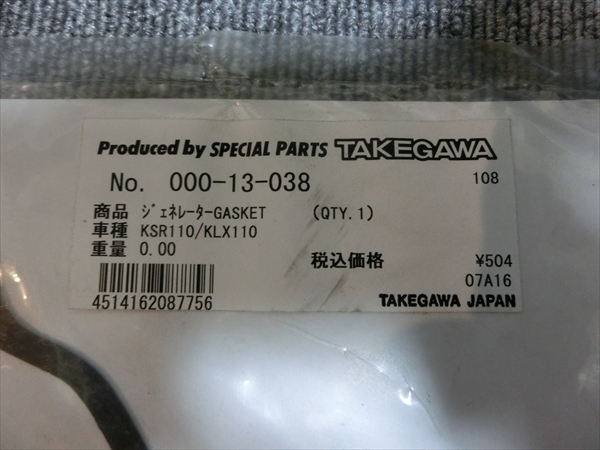 Produced by SPECIAL PARTS TAKEGAWA
No. 000-13-038 108
商品 ｼﾞｪﾈﾚｰﾀｰGASKET (QTY.1)
車種 KSR110/KLX110
重量 0.00 税込価格 ¥504
07A16
4514162087756 TAKEGAWA JAPAN